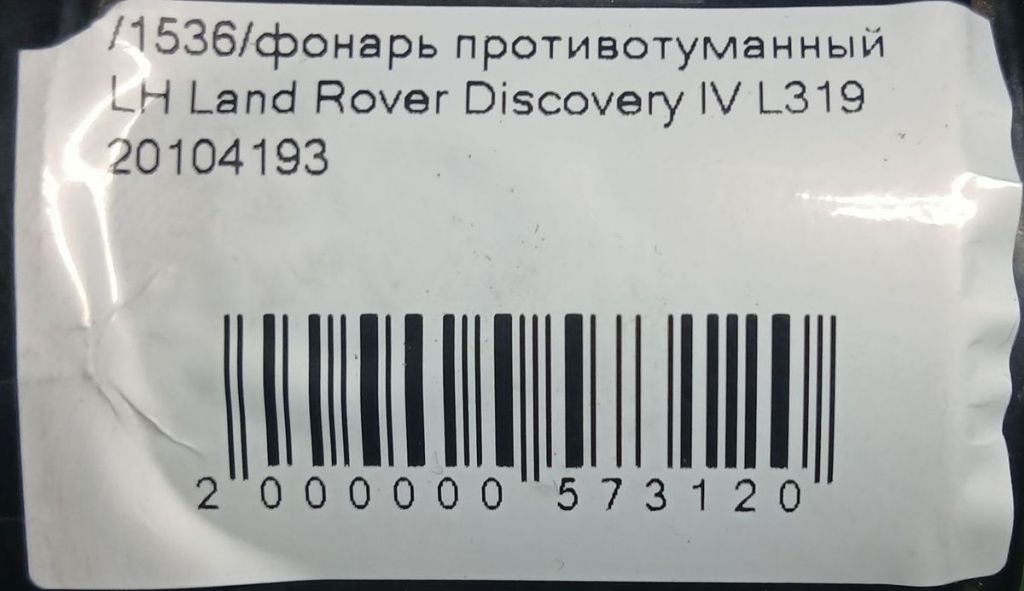 /1536/фонарь противотуманный
LH Land Rover Discovery IV L319
20104193
2 000000 573120